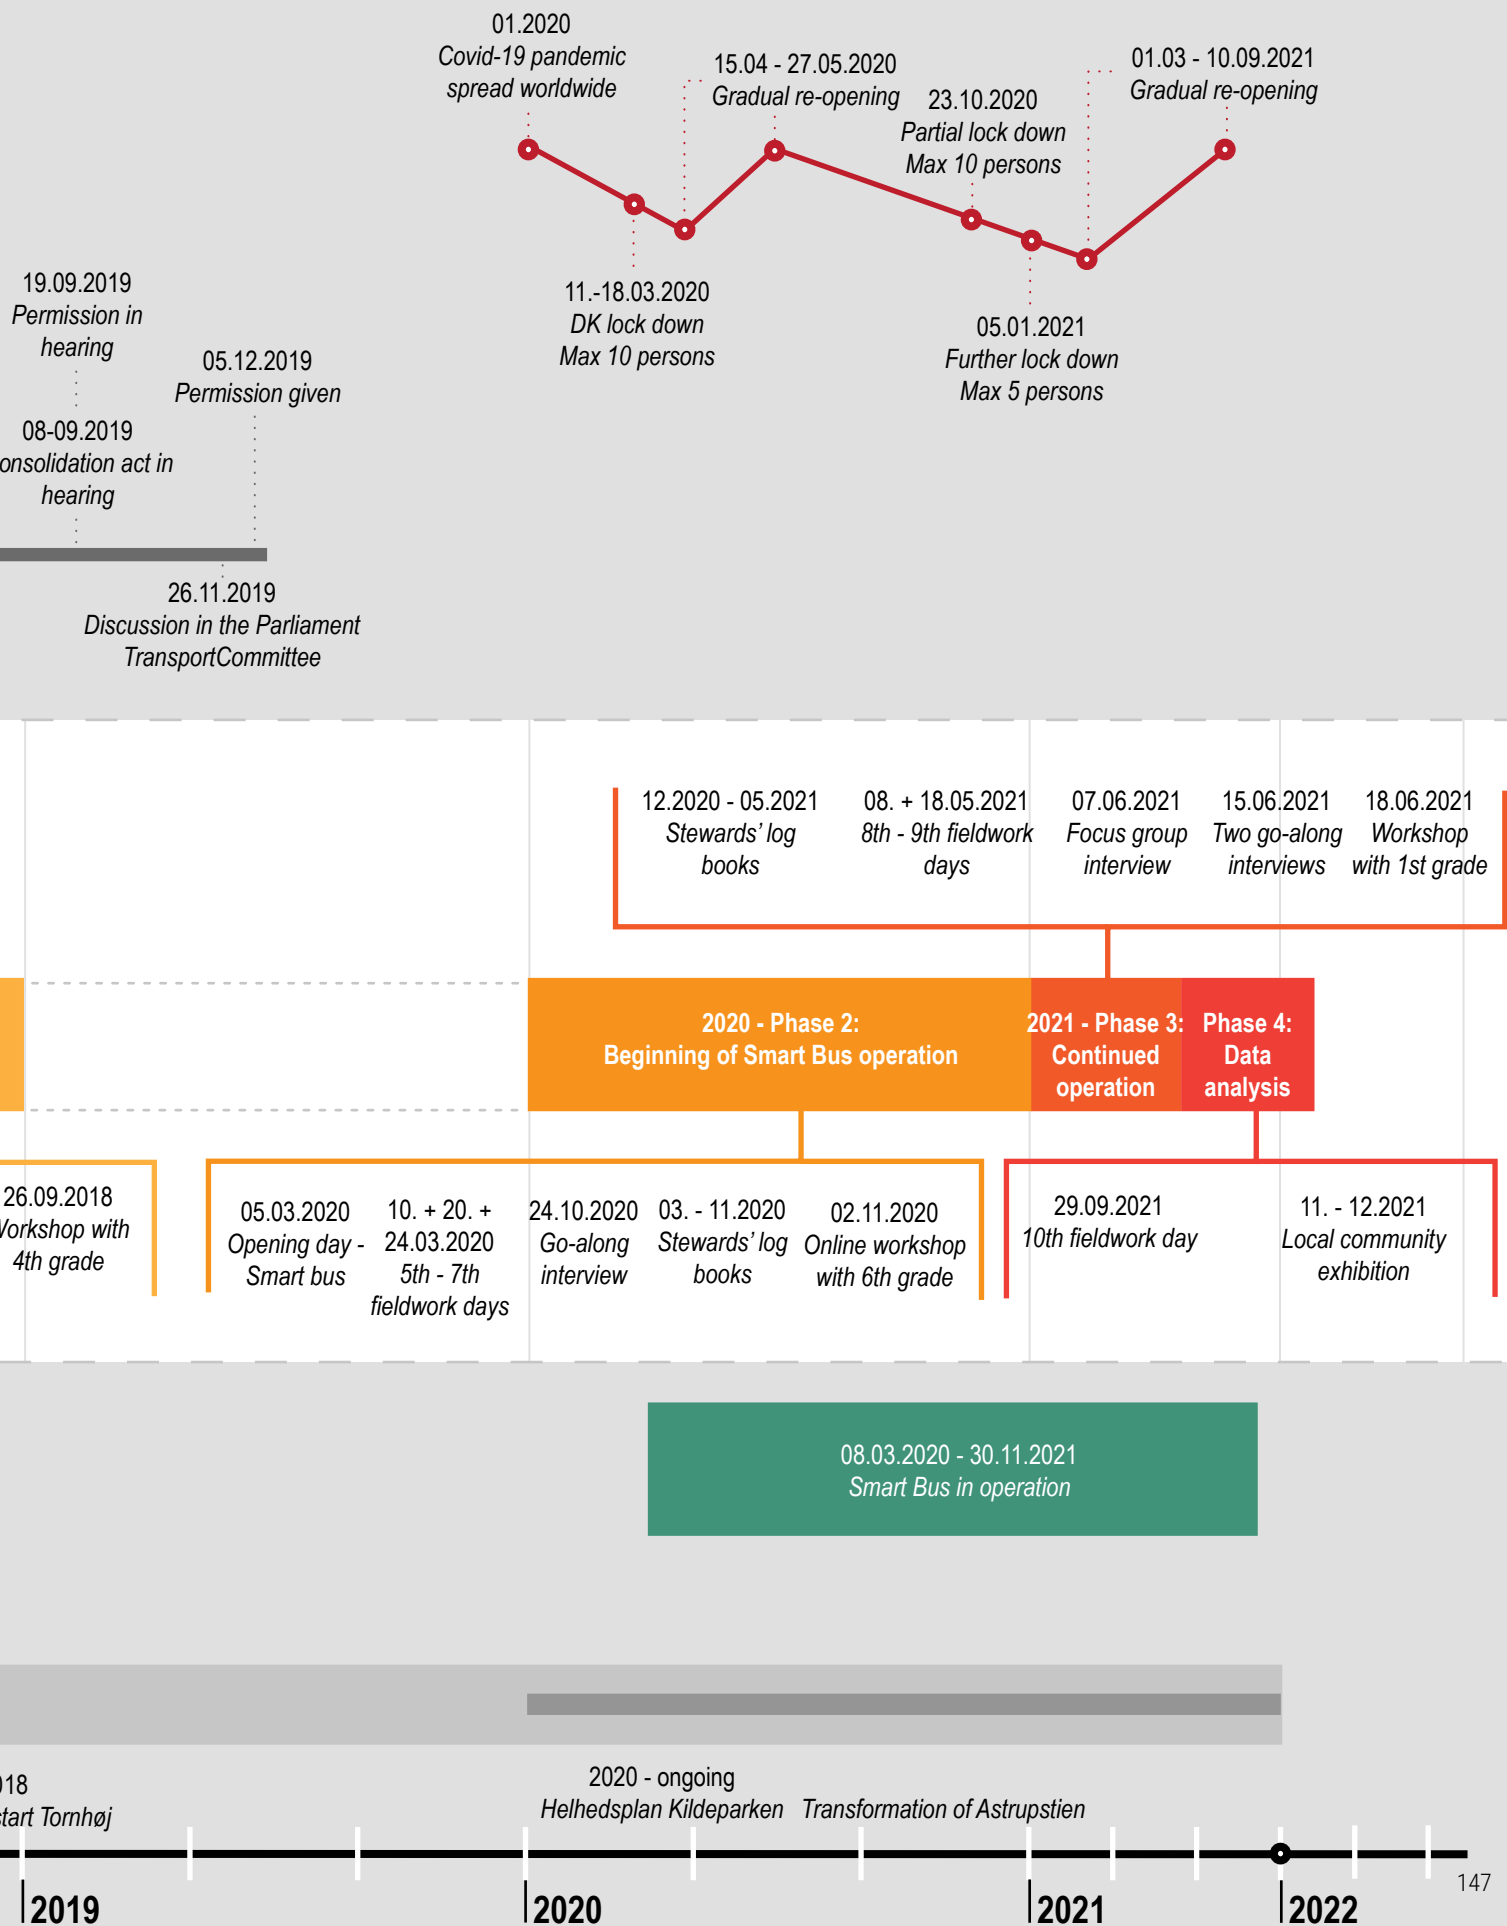 01.2020
Covid-19 pandemic
spread worldwide
15.04 - 27.05.2020
Gradual re-opening
23.10.2020
Partial lock down
Max 10 persons
01.03 - 10.09.2021
Gradual re-opening
11.-18.03.2020
DK lock down
Max 10 persons
05.01.2021
Further lock down
Max 5 persons
19.09.2019
Permission in
hearing
05.12.2019
Permission given
08-09.2019
onsolidation act in
hearing
26.11.2019
Discussion in the Parliament
TransportCommittee
12.2020 - 05.2021
Stewards' log
books
08. + 18.05.2021
8th - 9th fieldwork
days
07.06.2021
Focus group
interview
15.06.2021
Two go-along
interviews
18.06.2021
Workshop
with 1st grade
2020 - Phase 2:
Beginning of Smart Bus operation
2021 - Phase 3:
Continued
operation
Phase 4:
Data
analysis
26.09.2018
Workshop with
4th grade
05.03.2020
Opening day -
Smart bus
10. + 20. +
24.03.2020
5th - 7th
fieldwork days
24.10.2020
Go-along
interview
03. - 11.2020
Stewards' log
books
02.11.2020
Online workshop
with 6th grade
29.09.2021
10th fieldwork day
11. - 12.2021
Local community
exhibition
08.03.2020 - 30.11.2021
Smart Bus in operation
018
start Tornhøj
2020 - ongoing
Helhedsplan Kildeparken Transformation of Astrupstien
147
2019
2020
2021
2022